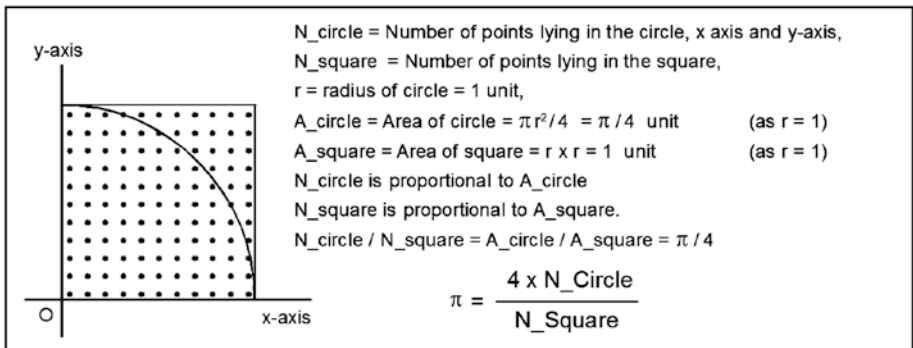 y-axis
O
x-axis
N_circle = Number of points lying in the circle, x axis and y-axis,
N_square = Number of points lying in the square,
r = radius of circle = 1 unit,
A_circle = Area of circle = π r²/4 = π /4 unit (as r = 1)
A_square = Area of square = r x r = 1 unit (as r = 1)
N_circle is proportional to A_circle
N_square is proportional to A_square.
N_circle / N_square = A_circle / A_square = π / 4
π = 4 x N_Circle / N_Square